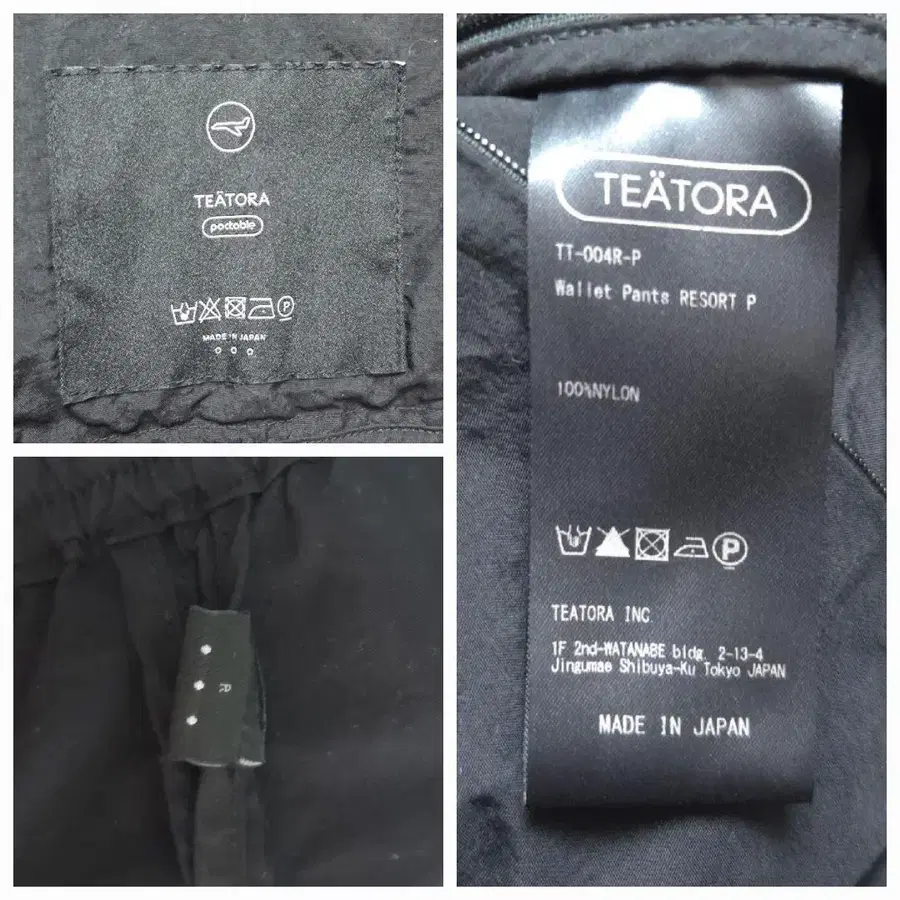 TEÄTORA
packable
MADE IN JAPAN
R
TEÄTORA
TT-004R-P
Wallet Pants RESORT P
100%NYLON
P
TEATORA INC
1F 2nd-WATANABE bldg. 2-13-4
Jingumae Shibuya-Ku Tokyo JAPAN
MADE IN JAPAN